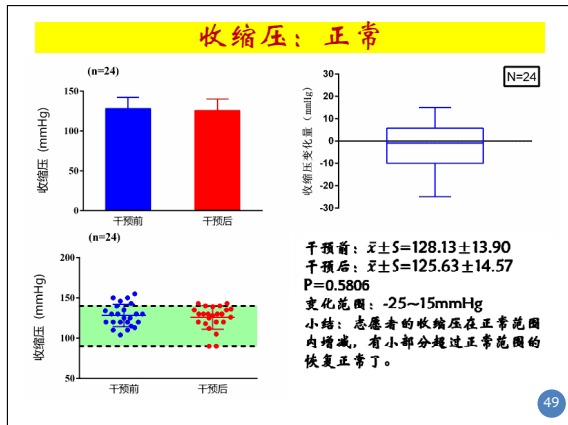 收缩压：正常
(n=24)
收缩压 (mmHg)
150
100
50
0
干预前
干预后
N=24
收缩压变化量（mmHg）
30
20
10
0
-10
-20
-30
(n=24)
收缩压 (mmHg)
200
150
100
50
干预前
干预后
干预前：x̄±S=128.13±13.90
干预后：x̄±S=125.63±14.57
P=0.5806
变化范围：-25~15mmHg
小结：志愿者的收缩压在正常范围
内增减，有小部分超过正常范围的
恢复正常了。
49